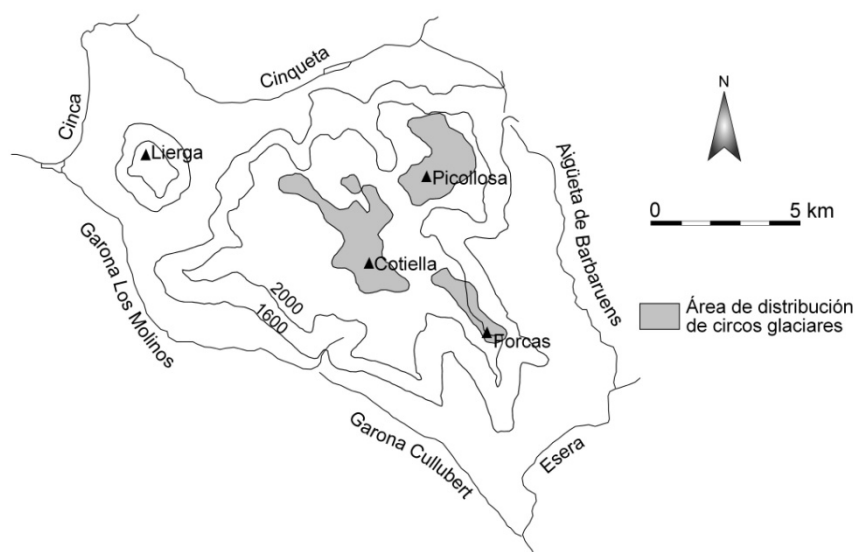 Cinca
Cinqueta
Lierga
Picollosa
Aigüeta de Barbaruens
N
0 5 km
Garona Los Molinos
Cotiella
2000
1600
Área de distribución
de circos glaciares
Forcas
Garona Cullubert
Esera